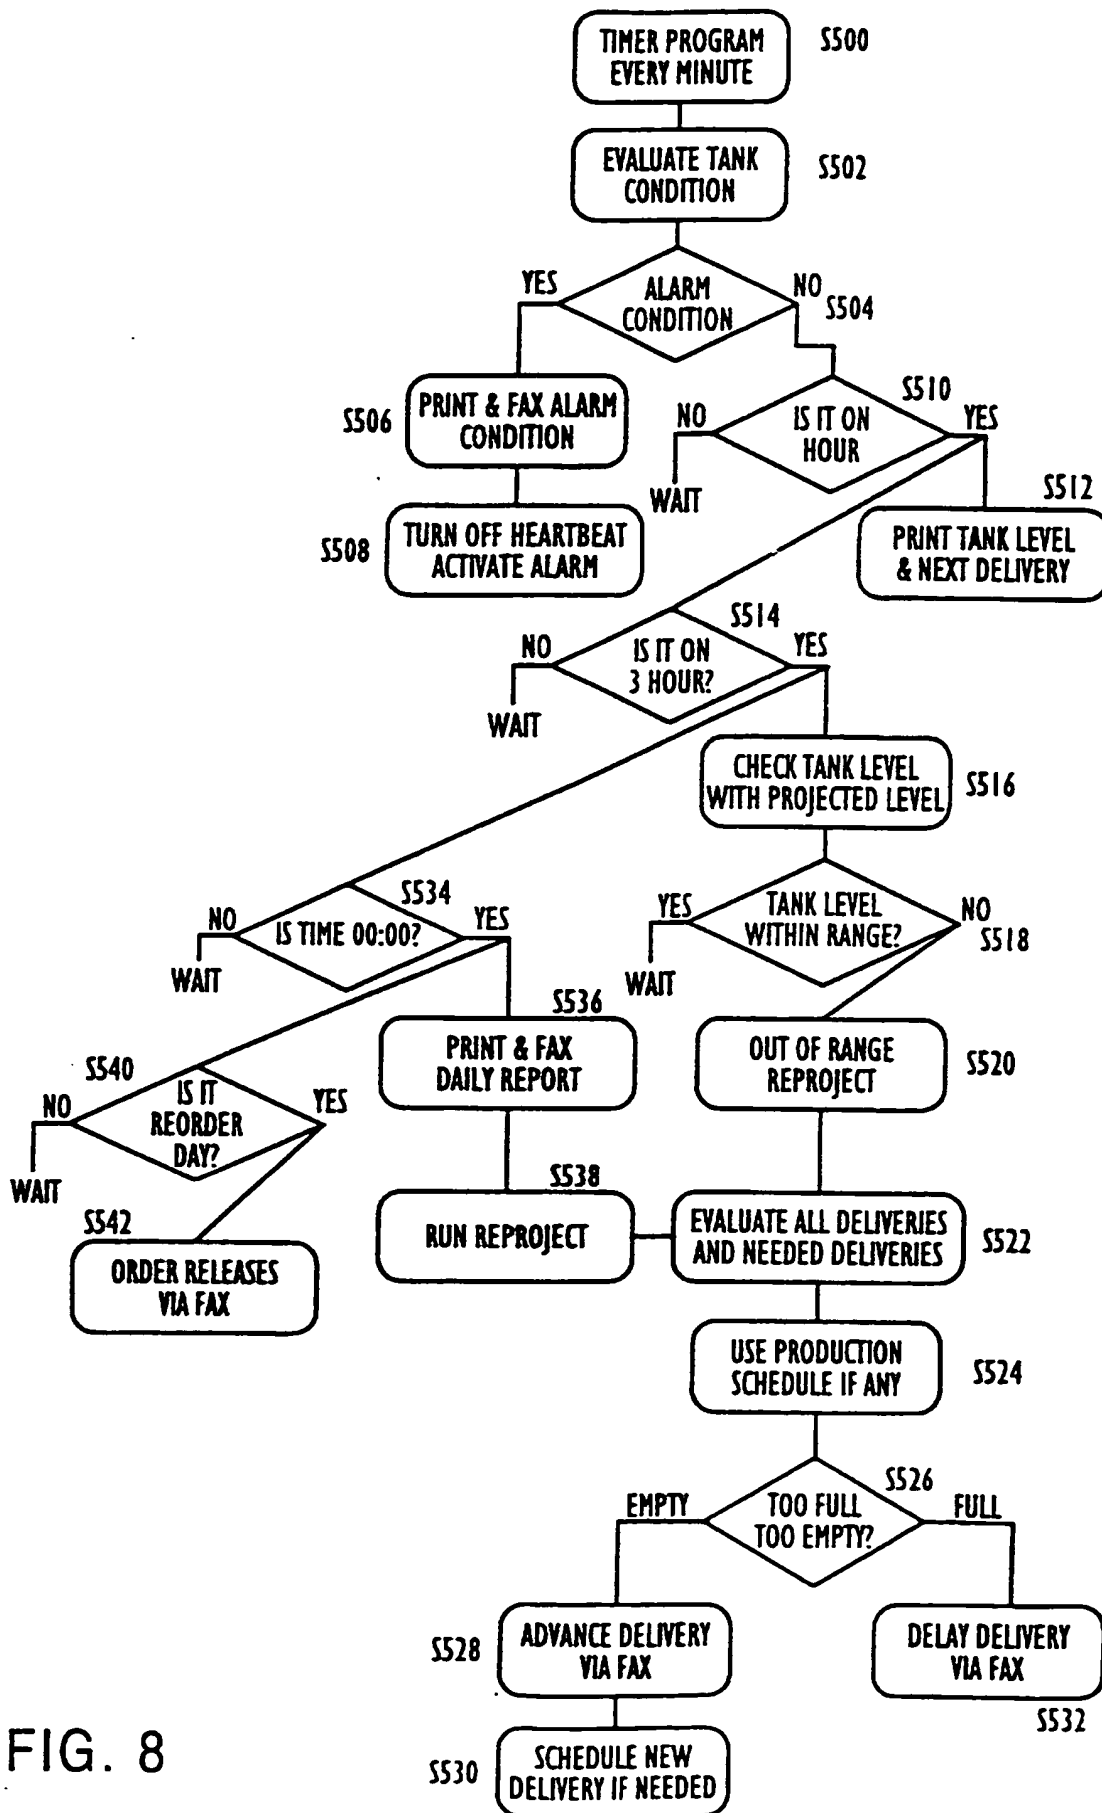 TIMER PROGRAM
EVERY MINUTE
S500
EVALUATE TANK
CONDITION
S502
YES
ALARM
CONDITION
NO
S504
S506
PRINT & FAX ALARM
CONDITION
S510
NO
IS IT ON
HOUR
YES
WAIT
S508
TURN OFF HEARTBEAT
ACTIVATE ALARM
S512
PRINT TANK LEVEL
& NEXT DELIVERY
S514
NO
IS IT ON
3 HOUR?
YES
WAIT
CHECK TANK LEVEL
WITH PROJECTED LEVEL
S516
S534
NO
IS TIME 00:00?
YES
WAIT
YES
TANK LEVEL
WITHIN RANGE?
NO
S518
WAIT
S536
PRINT & FAX
DAILY REPORT
OUT OF RANGE
REPROJECT
S520
S540
NO
IS IT
REORDER
DAY?
YES
WAIT
S538
RUN REPROJECT
EVALUATE ALL DELIVERIES
AND NEEDED DELIVERIES
S522
S542
ORDER RELEASES
VIA FAX
USE PRODUCTION
SCHEDULE IF ANY
S524
S526
EMPTY
TOO FULL
TOO EMPTY?
FULL
S528
ADVANCE DELIVERY
VIA FAX
DELAY DELIVERY
VIA FAX
S532
S530
SCHEDULE NEW
DELIVERY IF NEEDED
FIG. 8